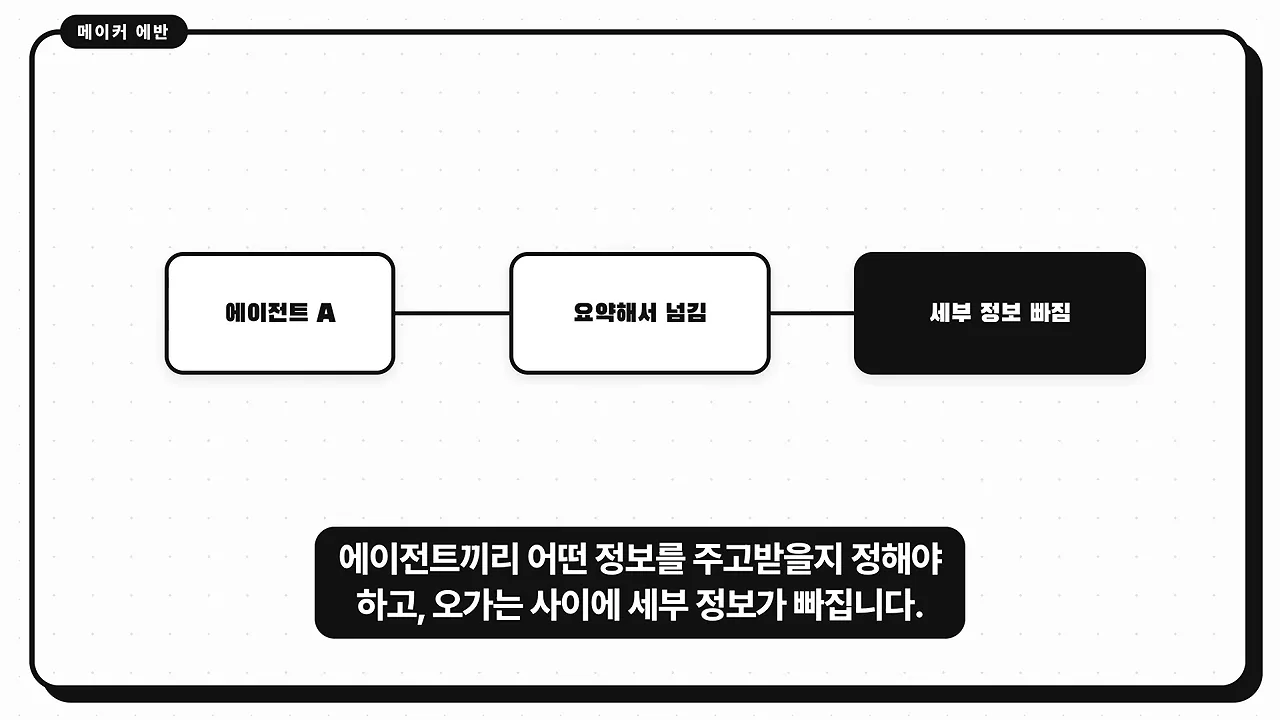 메이커 에반
에이전트 A
요약해서 넘김
세부 정보 빠짐
에이전트끼리 어떤 정보를 주고받을지 정해야
하고, 오가는 사이에 세부 정보가 빠집니다.